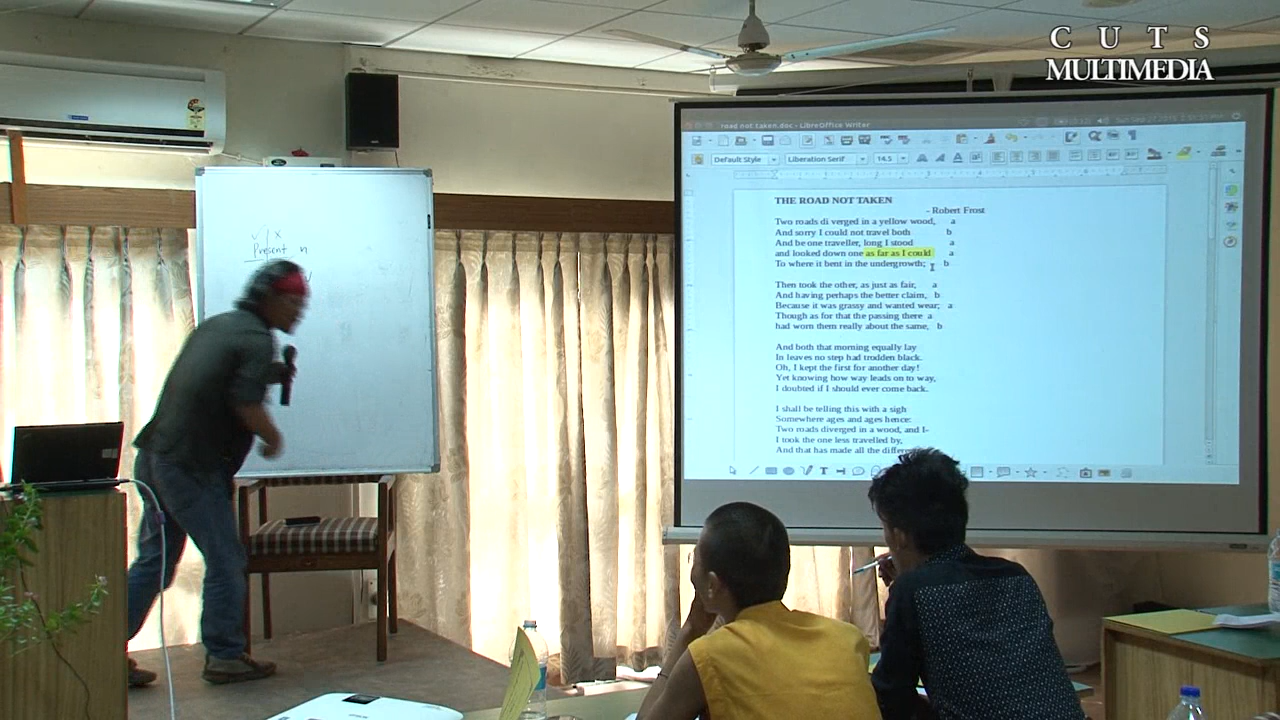 C U T S
MULTIMEDIA
road not taken.doc - LibreOffice Writer
Default Style
Liberation Serif
14.5
Present n
THE ROAD NOT TAKEN
- Robert Frost
Two roads di verged in a yellow wood, a
And sorry I could not travel both b
And be one traveller, long I stood a
and looked down one as far as I could a
To where it bent in the undergrowth; b
Then took the other, as just as fair, a
And having perhaps the better claim, b
Because it was grassy and wanted wear; a
Though as for that the passing there a
had worn them really about the same, b
And both that morning equally lay
In leaves no step had trodden black.
Oh, I kept the first for another day!
Yet knowing how way leads on to way,
I doubted if I should ever come back.
I shall be telling this with a sigh
Somewhere ages and ages hence:
Two roads diverged in a wood, and I-
I took the one less travelled by,
And that has made all the differe